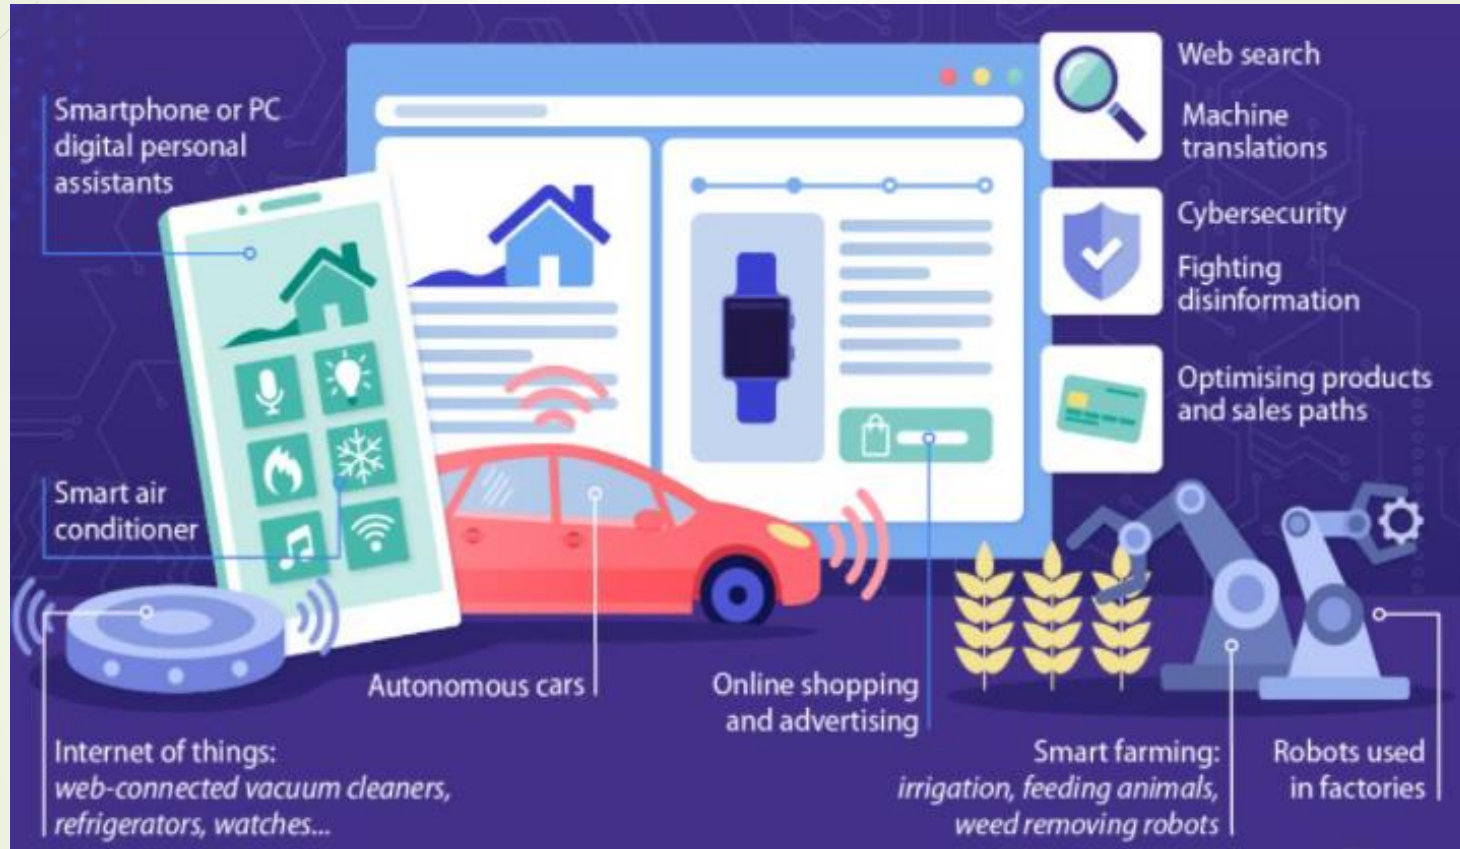 Smartphone or PC
digital personal
assistants
Web search
Machine
translations
Cybersecurity
Fighting
disinformation
Optimising products
and sales paths
Smart air
conditioner
Autonomous cars
Online shopping
and advertising
Internet of things:
web-connected vacuum cleaners,
refrigerators, watches...
Smart farming:
irrigation, feeding animals,
weed removing robots
Robots used
in factories